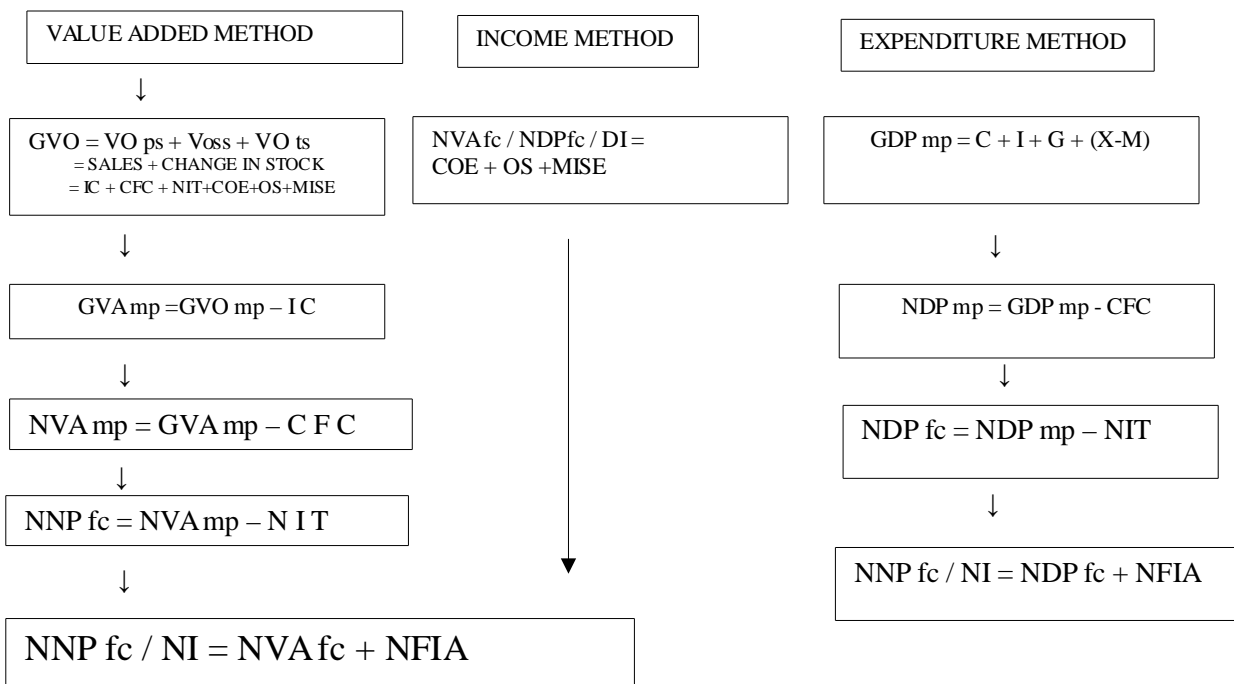 VALUE ADDED METHOD
↓
GVO = VO ps + Voss + VO ts
= SALES + CHANGE IN STOCK
= IC + CFC + NIT+COE+OS+MISE
↓
GVA mp =GVO mp – I C
↓
NVA mp = GVA mp – C F C
↓
NNP fc = NVA mp – N I T
↓
NNP fc / NI = NVA fc + NFIA
INCOME METHOD
NVA fc / NDP fc / DI =
COE + OS +MISE
EXPENDITURE METHOD
↓
GDP mp = C + I + G + (X-M)
↓
NDP mp = GDP mp - CFC
↓
NDP fc = NDP mp – NIT
↓
NNP fc / NI = NDP fc + NFIA